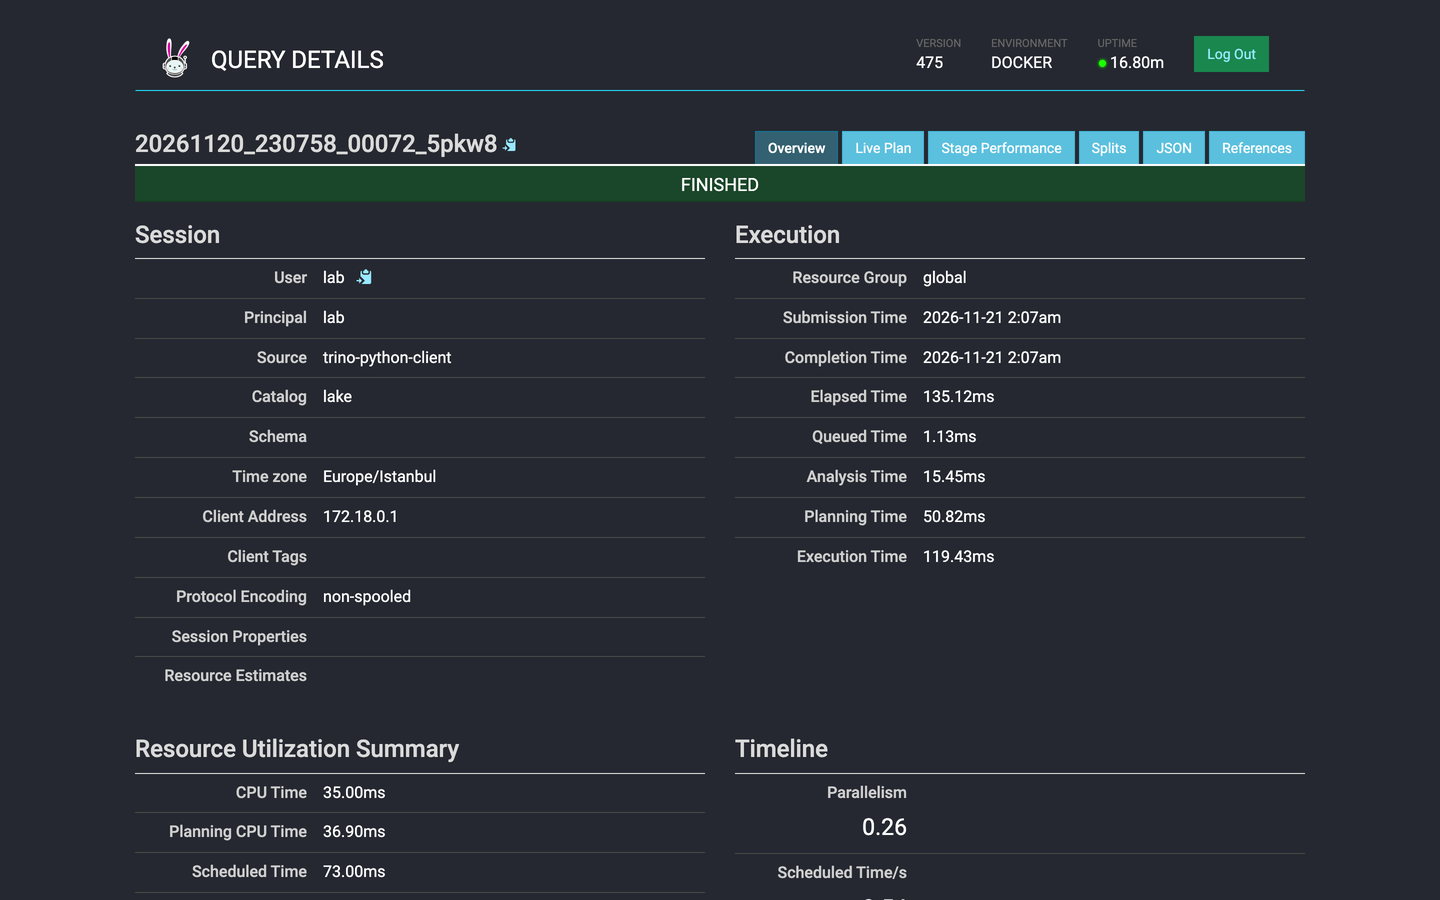 QUERY DETAILS
VERSION
475
ENVIRONMENT
DOCKER
UPTIME
16.80m
Log Out
20261120_230758_00072_5pkw8
Overview
Live Plan
Stage Performance
Splits
JSON
References
FINISHED
Session
User lab
Principal lab
Source trino-python-client
Catalog lake
Schema
Time zone Europe/Istanbul
Client Address 172.18.0.1
Client Tags
Protocol Encoding non-spooled
Session Properties
Resource Estimates
Execution
Resource Group global
Submission Time 2026-11-21 2:07am
Completion Time 2026-11-21 2:07am
Elapsed Time 135.12ms
Queued Time 1.13ms
Analysis Time 15.45ms
Planning Time 50.82ms
Execution Time 119.43ms
Resource Utilization Summary
CPU Time 35.00ms
Planning CPU Time 36.90ms
Scheduled Time 73.00ms
Timeline
Parallelism
0.26
Scheduled Time/s